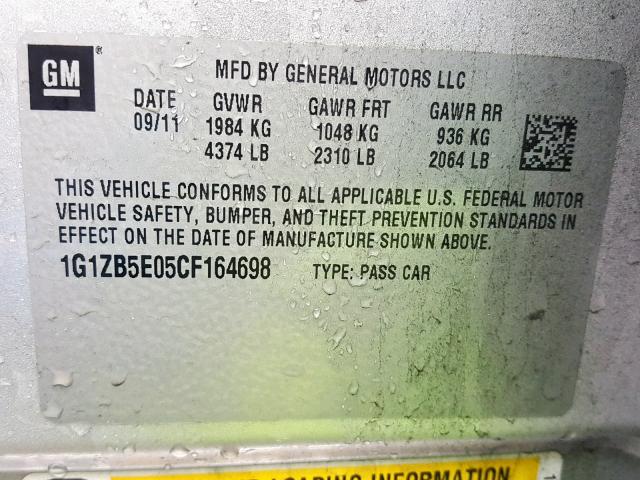 GM ®
MFD BY GENERAL MOTORS LLC
DATE GVWR GAWR FRT GAWR RR
09/11 1984 KG 1048 KG 936 KG
4374 LB 2310 LB 2064 LB
THIS VEHICLE CONFORMS TO ALL APPLICABLE U.S. FEDERAL MOTOR
VEHICLE SAFETY, BUMPER, AND THEFT PREVENTION STANDARDS IN
EFFECT ON THE DATE OF MANUFACTURE SHOWN ABOVE.
1G1ZB5E05CF164698 TYPE: PASS CAR
LOADING INFORMATION